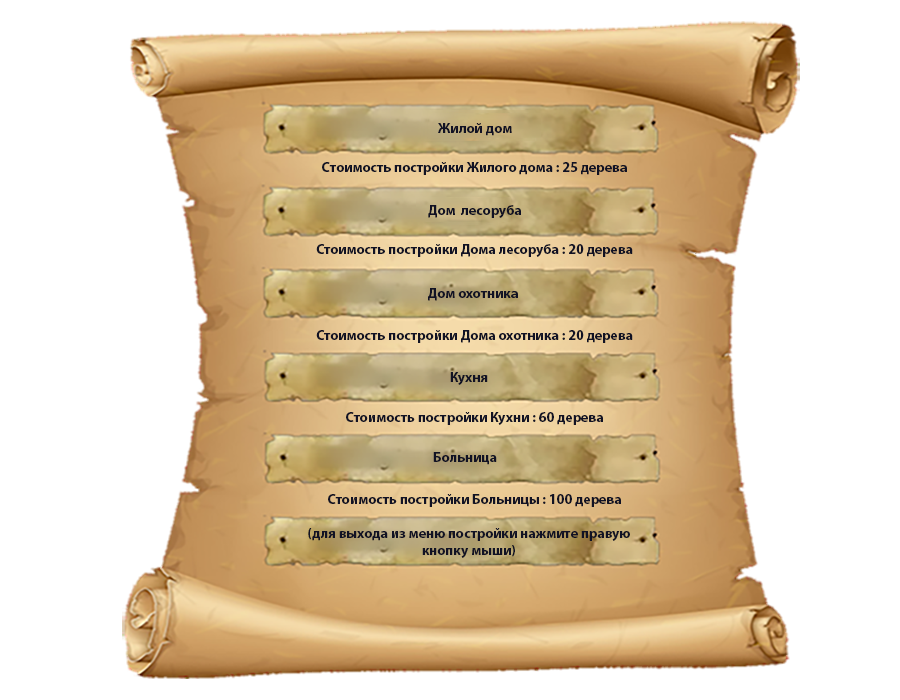 Жилой дом
Стоимость постройки Жилого дома : 25 дерева
Дом лесоруба
Стоимость постройки Дома лесоруба : 20 дерева
Дом охотника
Стоимость постройки Дома охотника : 20 дерева
Кухня
Стоимость постройки Кухни : 60 дерева
Больница
Стоимость постройки Больницы : 100 дерева
(для выхода из меню постройки нажмите правую
кнопку мыши)